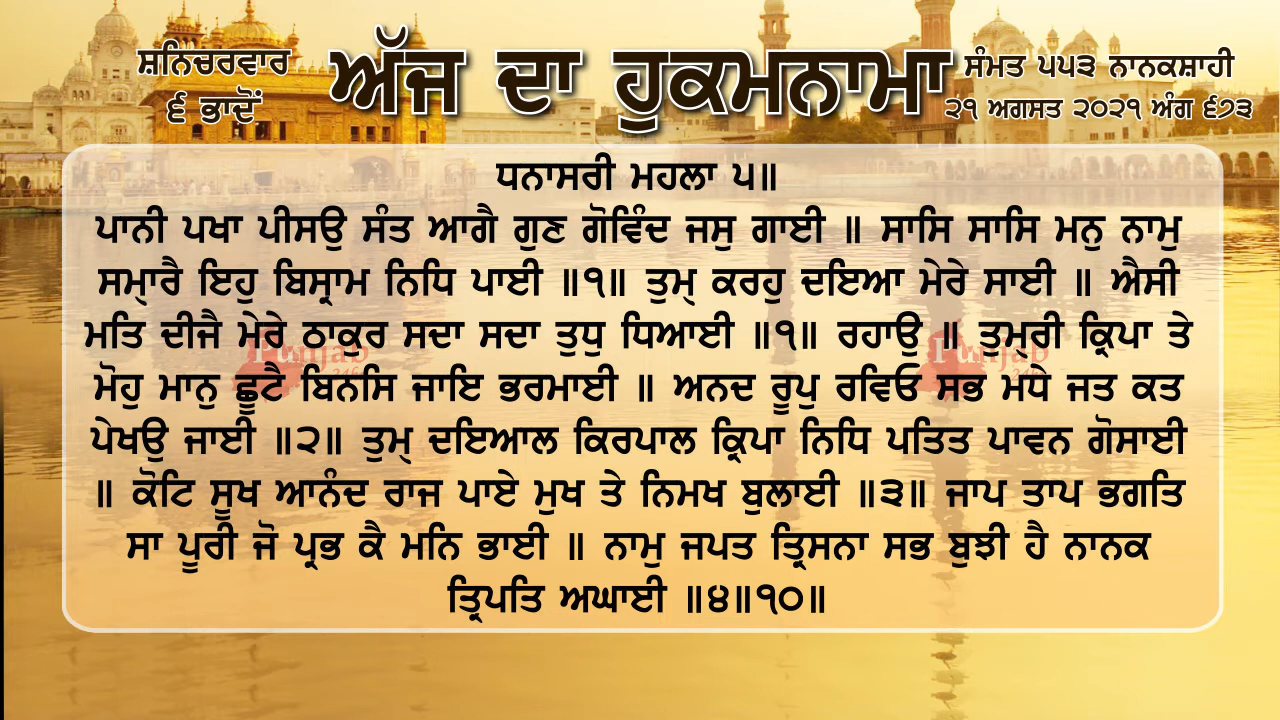 ਸ਼ਨਿਚਰਵਾਰ
੬ ਭਾਦੋਂ
ਅੱਜ ਦਾ ਹੁਕਮਨਾਮਾ
ਸੰਮਤ ੫੫੩ ਨਾਨਕਸ਼ਾਹੀ
੨੧ ਅਗਸਤ ੨੦੨੧ ਅੰਗ ੬੭੩
ਧਨਾਸਰੀ ਮਹਲਾ ੫॥
ਪਾਨੀ ਪਖਾ ਪੀਸਉ ਸੰਤ ਆਗੈ ਗੁਣ ਗੋਵਿੰਦ ਜਸੁ ਗਾਈ ॥ ਸਾਸਿ ਸਾਸਿ ਮਨੁ ਨਾਮੁ
ਸਮ੍ਹਾਰੈ ਇਹੁ ਬਿਸ੍ਰਾਮ ਨਿਧਿ ਪਾਈ ॥੧॥ ਤੁਮ੍ ਕਰਹੁ ਦਇਆ ਮੇਰੇ ਸਾਈ ॥ ਐਸੀ
ਮਤਿ ਦੀਜੈ ਮੇਰੇ ਠਾਕੁਰ ਸਦਾ ਸਦਾ ਤੁਧੁ ਧਿਆਈ ॥੧॥ ਰਹਾਉ ॥ ਤੁਮ੍ਰੀ ਕ੍ਰਿਪਾ ਤੇ
ਮੋਹੁ ਮਾਨੁ ਛੂਟੈ ਬਿਨਸਿ ਜਾਇ ਭਰਮਾਈ ॥ ਅਨਦ ਰੂਪੁ ਰਵਿਓ ਸਭ ਮਧੇ ਜਤ ਕਤ
ਪੇਖਉ ਜਾਈ ॥੨॥ ਤੁਮ੍ ਦਇਆਲ ਕਿਰਪਾਲ ਕ੍ਰਿਪਾ ਨਿਧਿ ਪਤਿਤ ਪਾਵਨ ਗੋਸਾਈ
॥ ਕੋਟਿ ਸੂਖ ਆਨੰਦ ਰਾਜ ਪਾਏ ਮੁਖ ਤੇ ਨਿਮਖ ਬੁਲਾਈ ॥੩॥ ਜਾਪ ਤਾਪ ਭਗਤਿ
ਸਾ ਪੂਰੀ ਜੋ ਪ੍ਰਭ ਕੈ ਮਨਿ ਭਾਈ ॥ ਨਾਮੁ ਜਪਤ ਤ੍ਰਿਸਨਾ ਸਭ ਬੁਝੀ ਹੈ ਨਾਨਕ
ਤ੍ਰਿਪਤਿ ਅਘਾਈ ॥੪॥੧੦॥
Punjab
Punjab